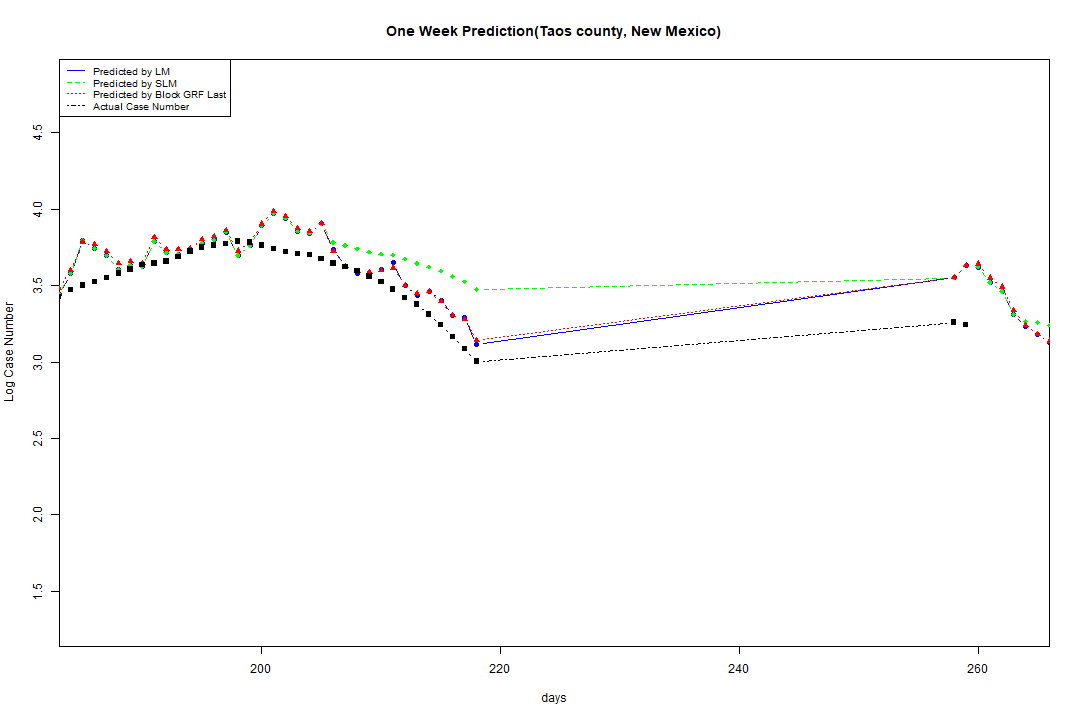 One Week Prediction(Taos county, New Mexico)
Predicted by LM
Predicted by SLM
Predicted by Block GRF Last
Actual Case Number
4.5
4.0
3.5
3.0
2.5
2.0
1.5
Log Case Number
200
220
240
260
days